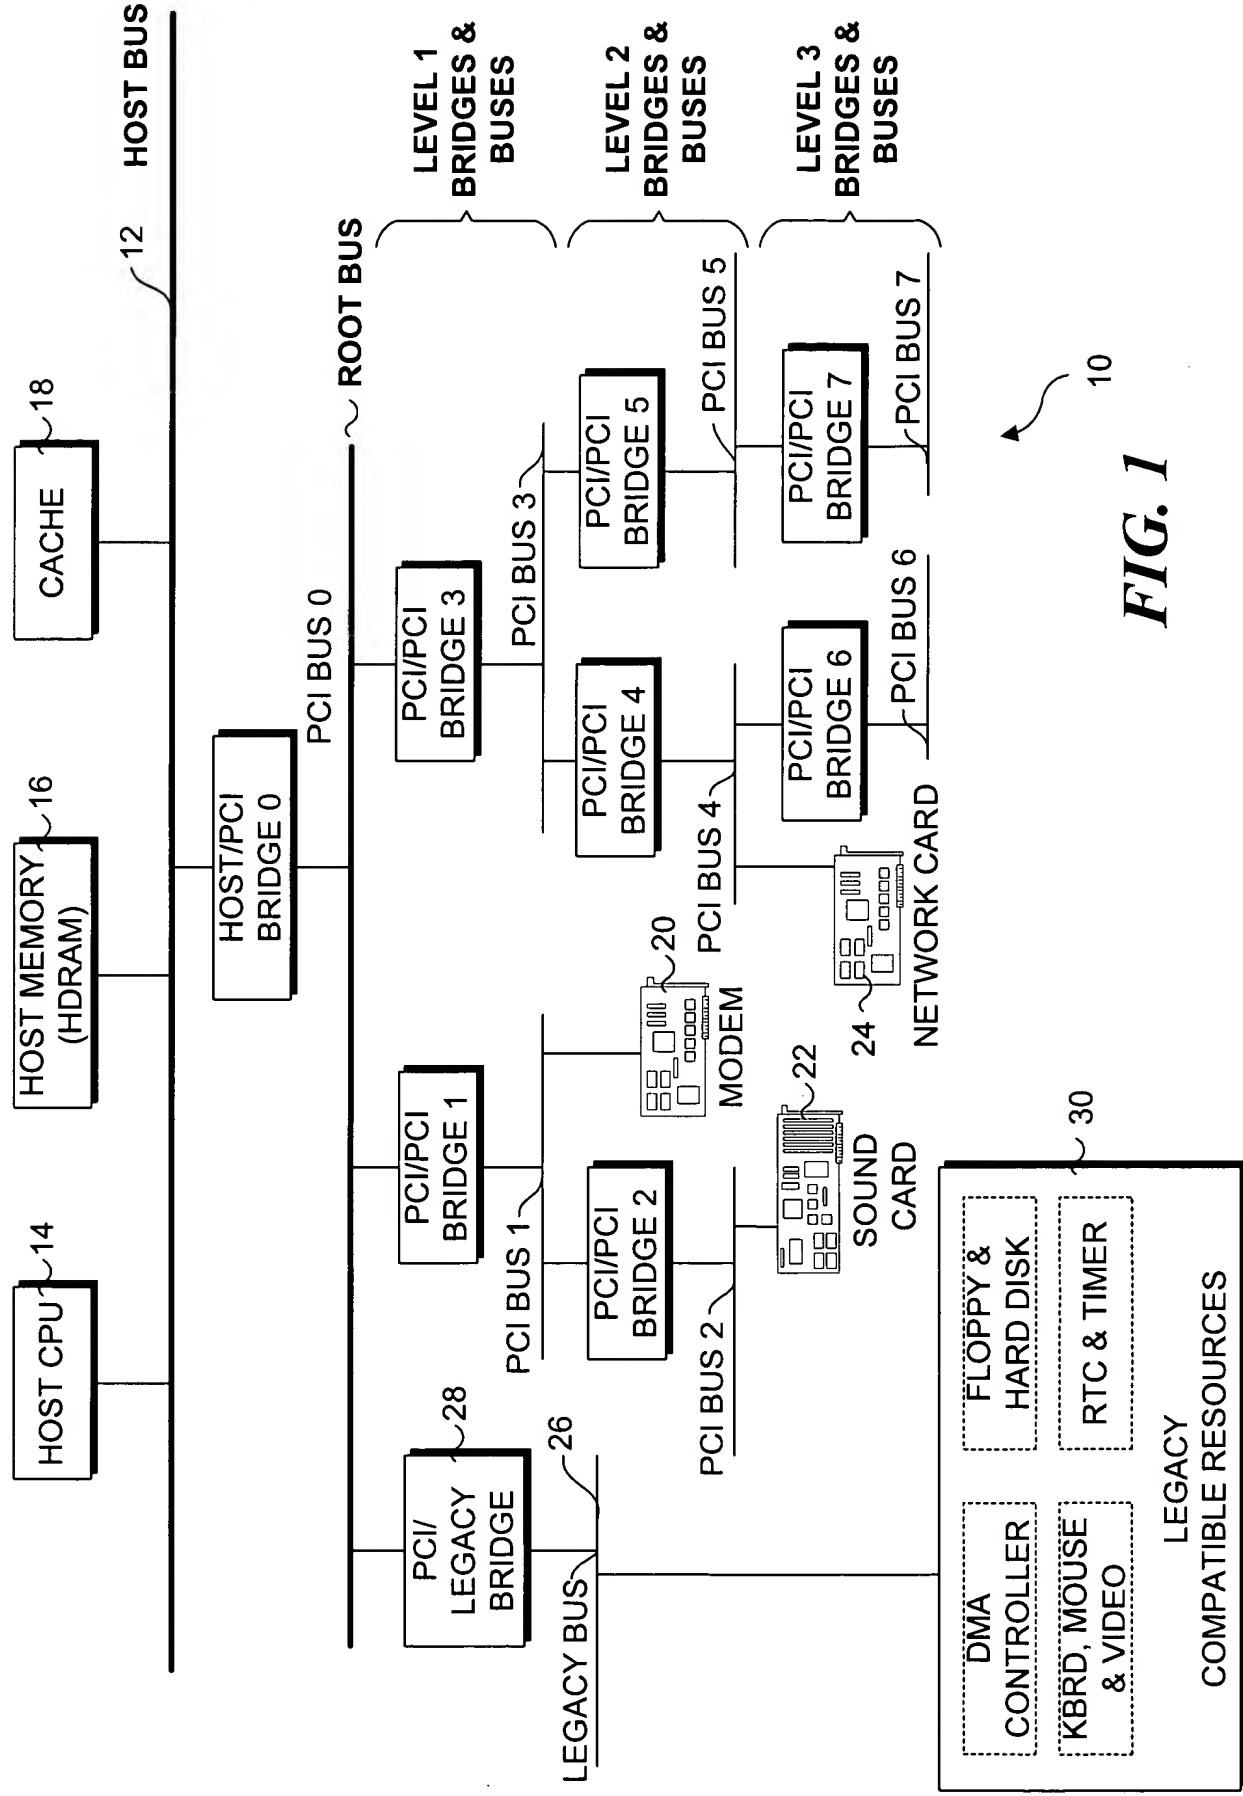 HOST CPU
14
HOST MEMORY
(HDRAM)
16
CACHE
18
12
HOST BUS
HOST/PCI
BRIDGE 0
PCI BUS 0
ROOT BUS
PCI/
LEGACY
BRIDGE
28
PCI/PCI
BRIDGE 1
PCI/PCI
BRIDGE 3
LEVEL 1
BRIDGES &
BUSES
LEGACY BUS
26
PCI BUS 1
PCI BUS 3
PCI/PCI
BRIDGE 2
20
MODEM
PCI/PCI
BRIDGE 4
PCI/PCI
BRIDGE 5
LEVEL 2
BRIDGES &
BUSES
PCI BUS 2
PCI BUS 4
PCI BUS 5
22
SOUND
CARD
24
NETWORK CARD
PCI/PCI
BRIDGE 6
PCI/PCI
BRIDGE 7
LEVEL 3
BRIDGES &
BUSES
PCI BUS 6
PCI BUS 7
30
DMA
CONTROLLER
FLOPPY &
HARD DISK
KBRD, MOUSE
& VIDEO
RTC & TIMER
LEGACY
COMPATIBLE RESOURCES
10
FIG. 1